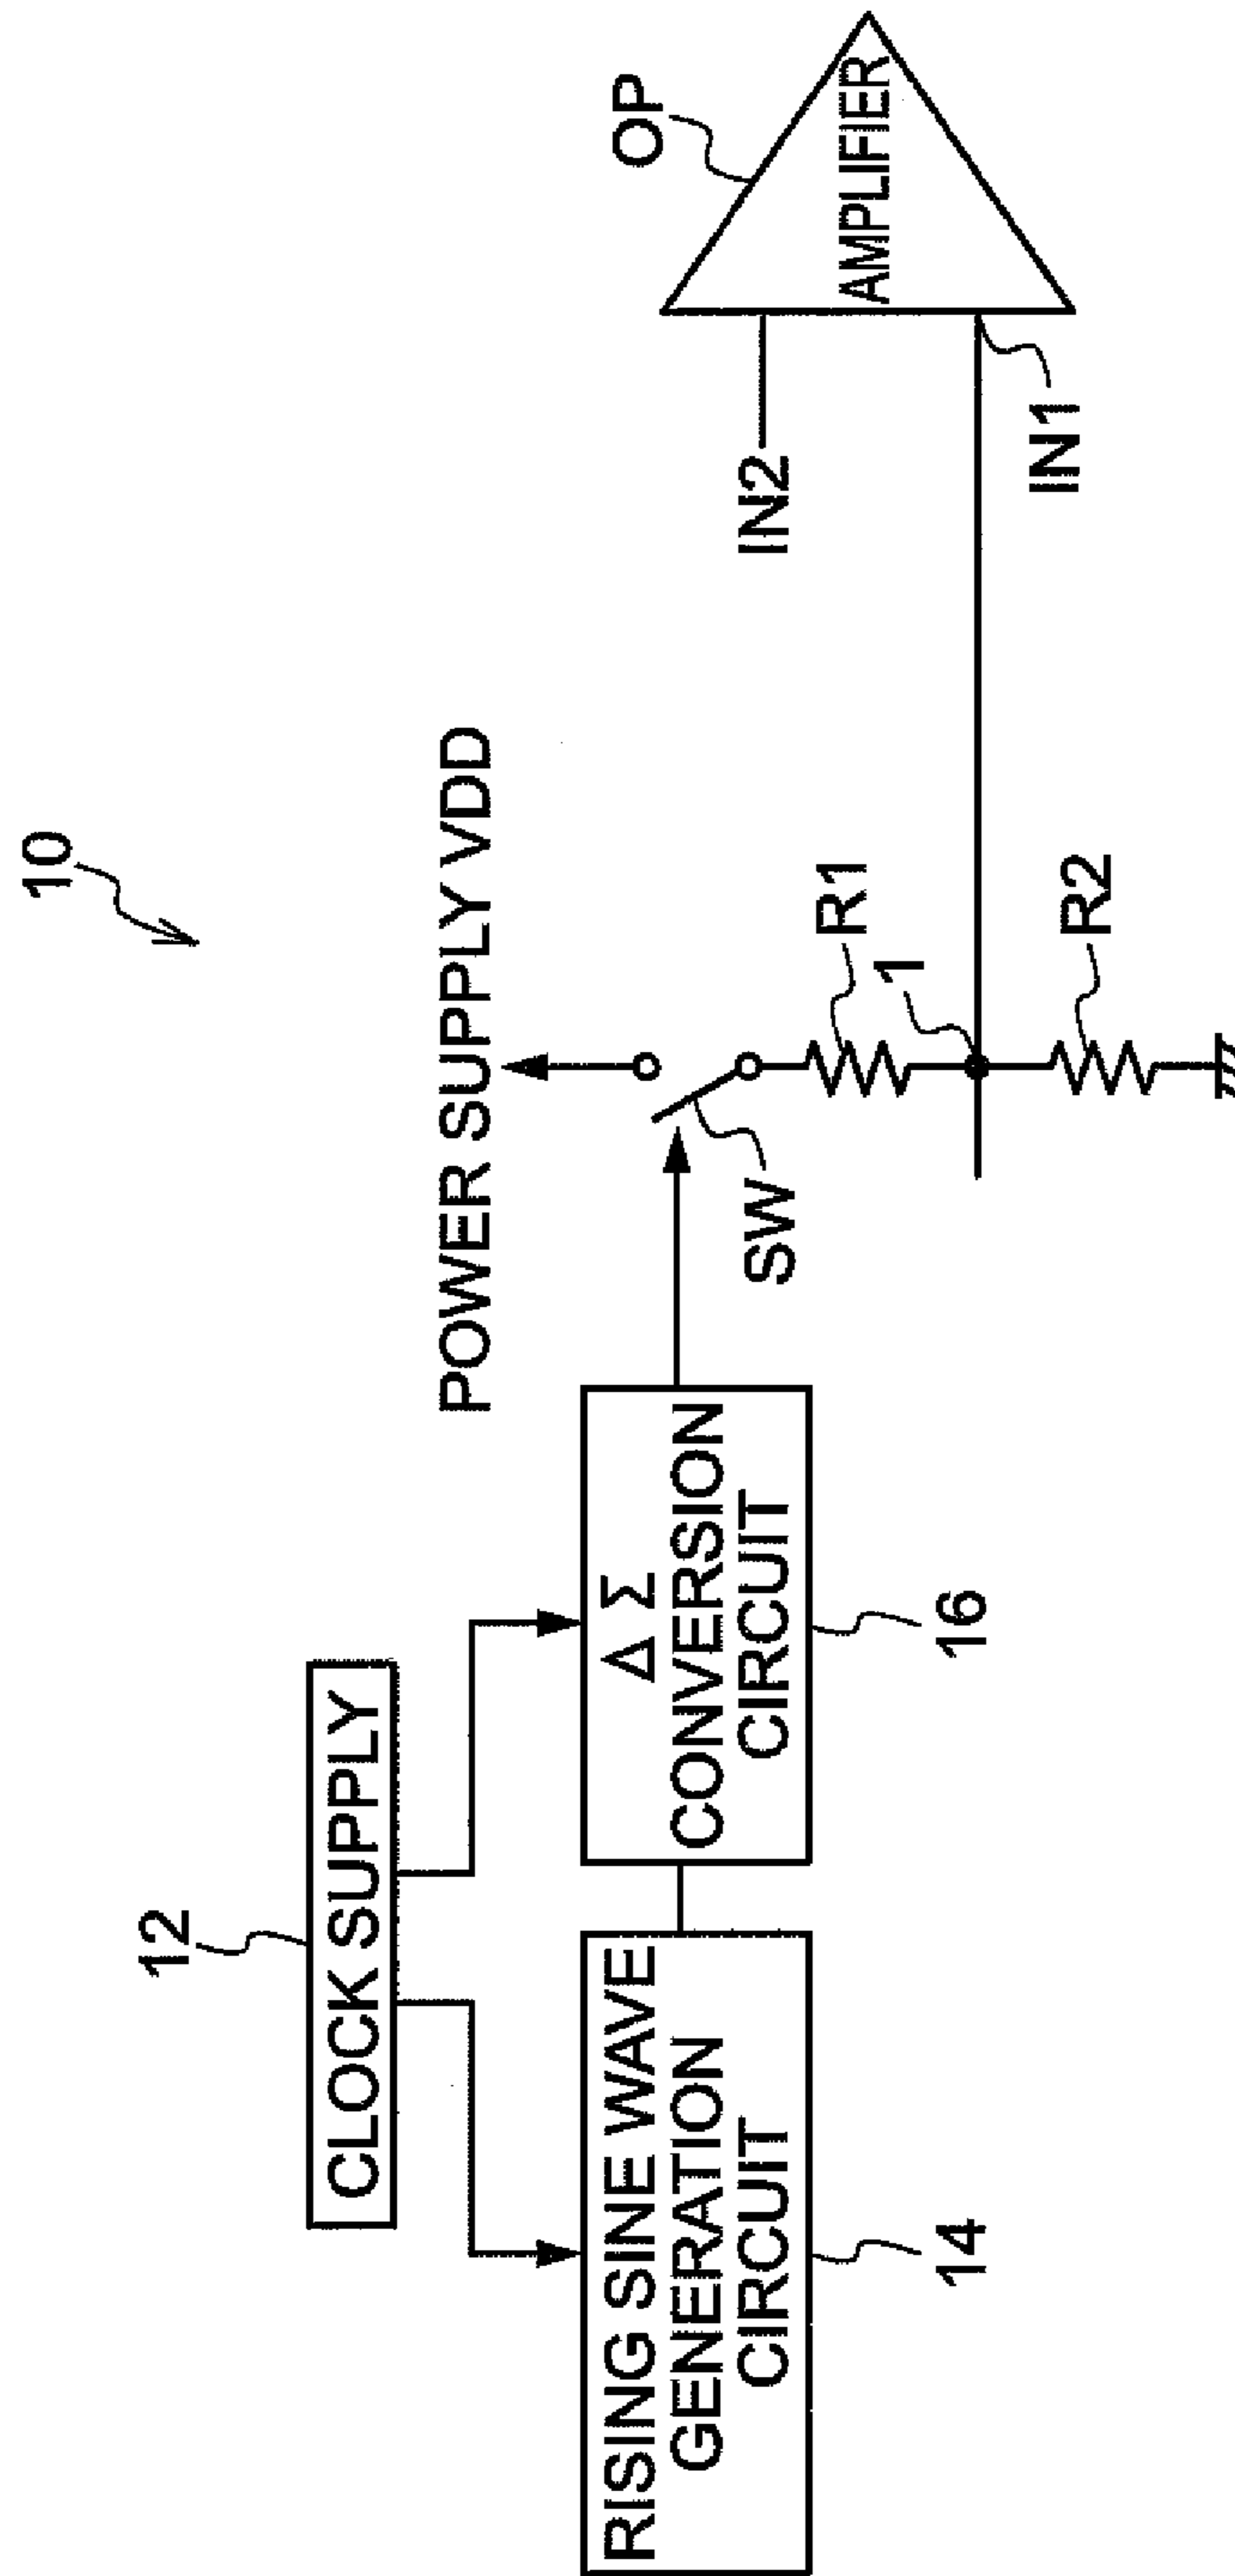 10
12
CLOCK SUPPLY
POWER SUPPLY VDD
OP
RISING SINE WAVE
GENERATION
CIRCUIT
14
Δ Σ
CONVERSION
CIRCUIT
16
SW
R1
1
R2
IN2
AMPLIFIER
IN1